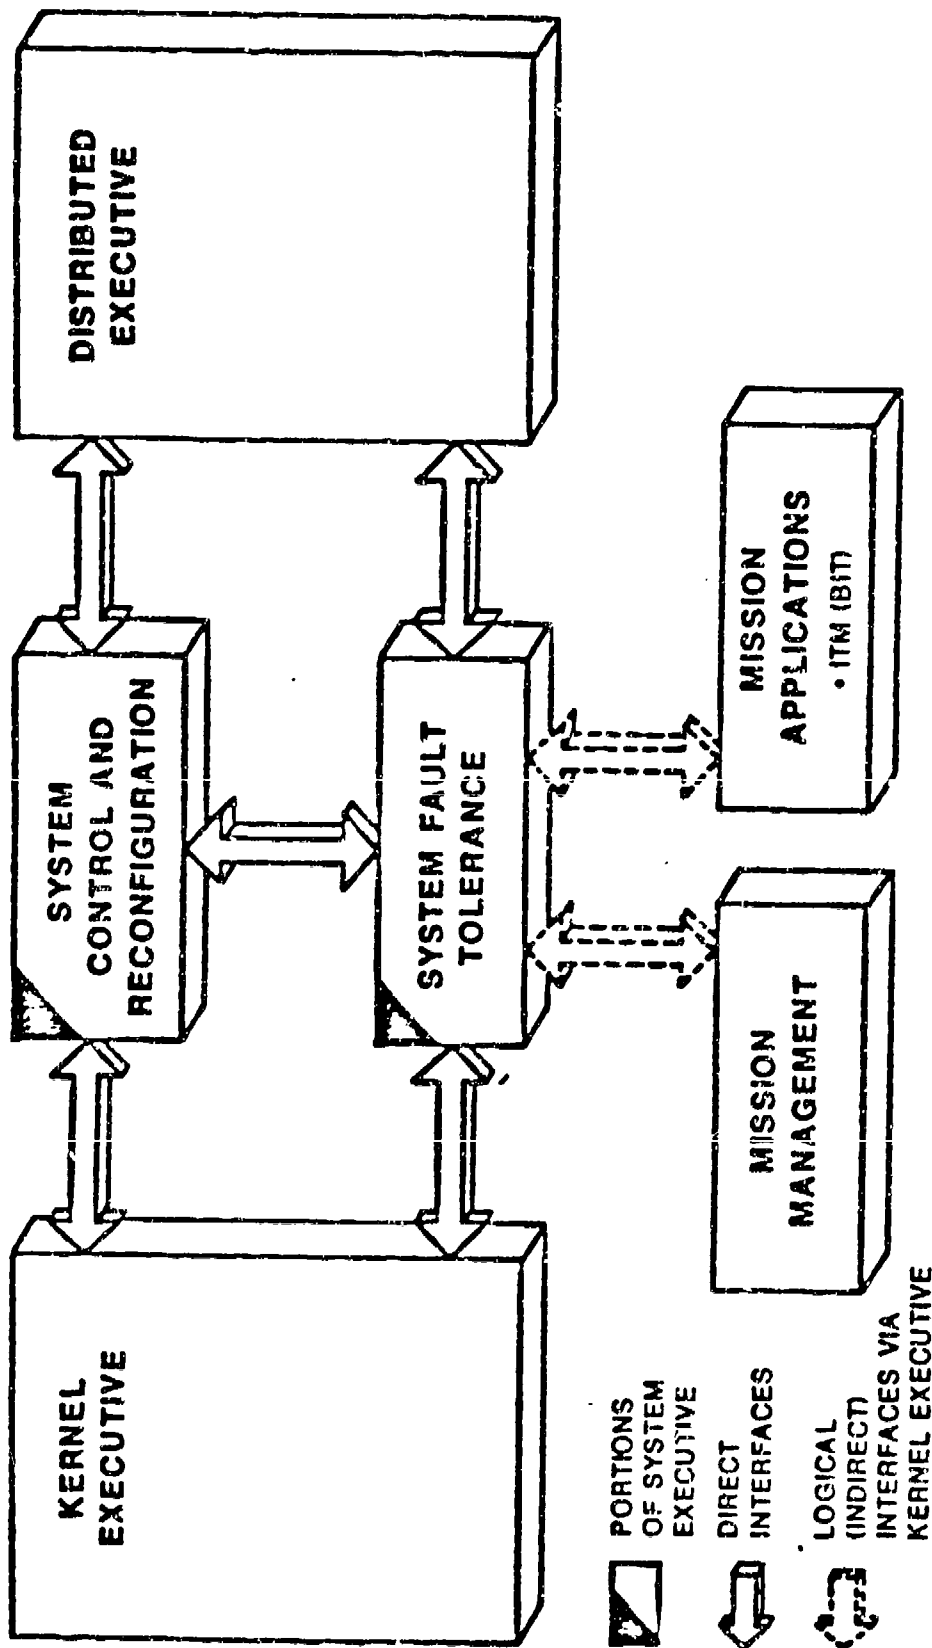 KERNEL
EXECUTIVE
SYSTEM
CONTROL AND
RECONFIGURATION
DISTRIBUTED
EXECUTIVE
SYSTEM FAULT
TOLERANCE
MISSION
MANAGEMENT
MISSION
APPLICATIONS
• ITM (BIT)
PORTIONS
OF SYSTEM
EXECUTIVE
DIRECT
INTERFACES
LOGICAL
(INDIRECT)
INTERFACES VIA
KERNEL EXECUTIVE